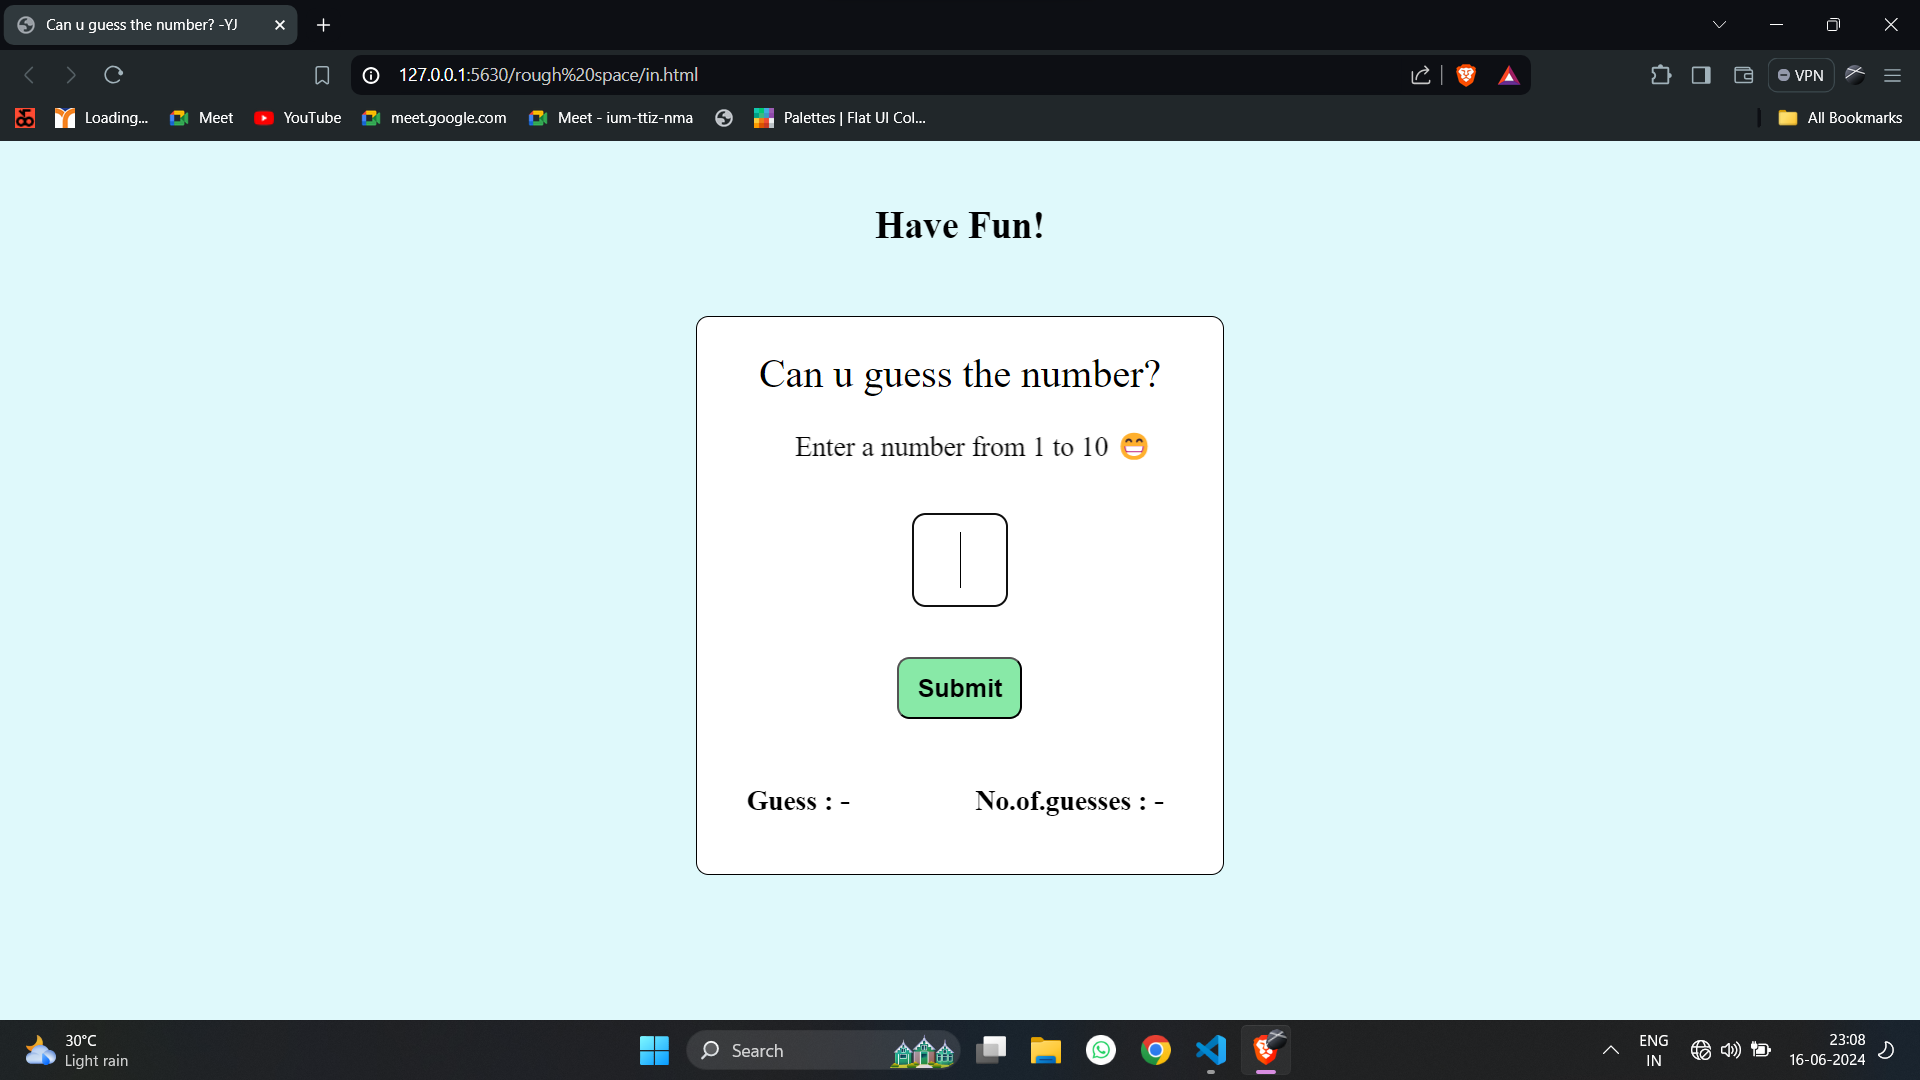 Can u guess the number? -YJ
127.0.0.1:5630/rough%20space/in.html
VPN
Loading...
Meet
YouTube
meet.google.com
Meet - ium-ttiz-nma
Palettes | Flat UI Col...
All Bookmarks
Have Fun!
Can u guess the number?
Enter a number from 1 to 10 😁
Submit
Guess : -
No.of.guesses : -
30°C
Light rain
Search
ENG
IN
23:08
16-06-2024